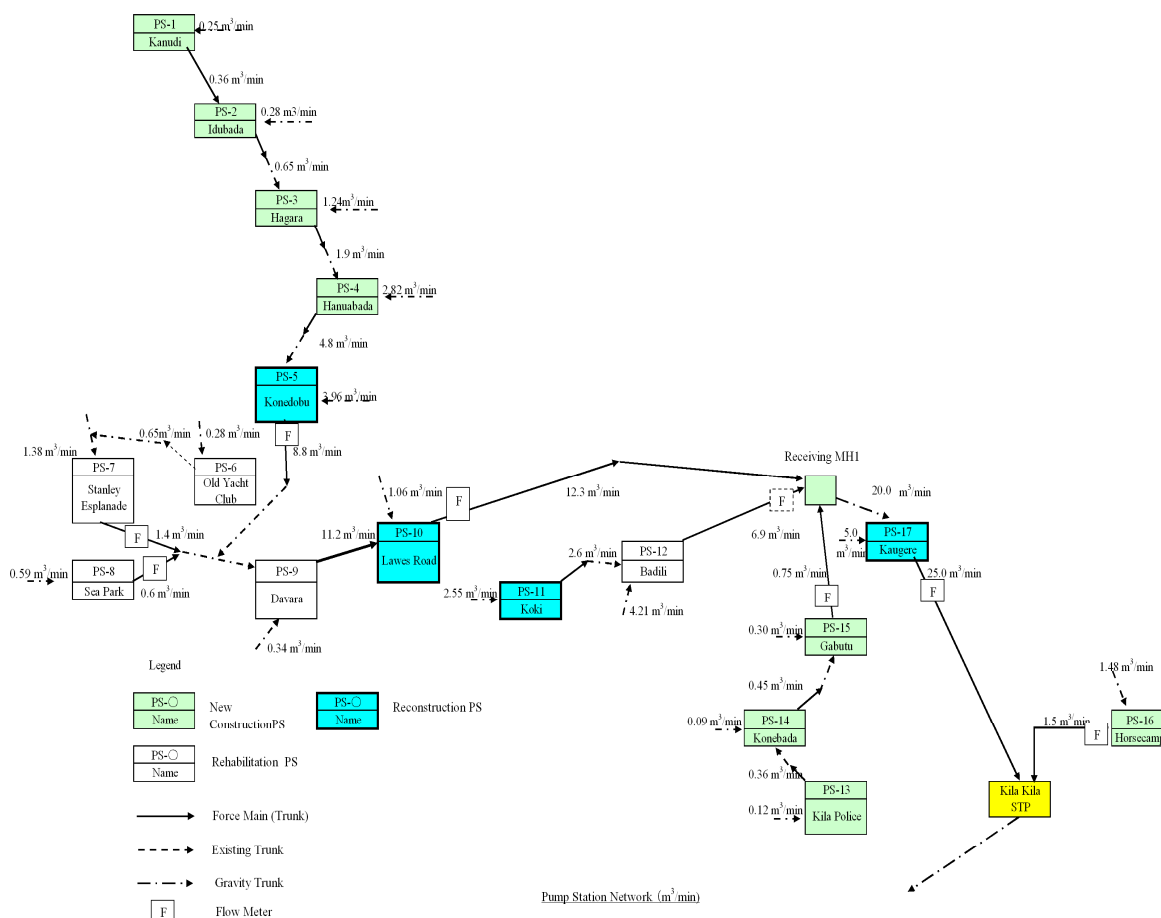 PS-1
0.25 m³/min
Kanudi
0.36 m³/min
PS-2
0.28 m3/min
Idubada
0.65 m³/min
PS-3
1.24m³/min
Hagara
1.9 m³/min
PS-4
2.82 m³/min
Hanuabada
4.8 m³/min
PS-5
Konedobu
3.96 m³/min
F
8.8 m³/min
0.65m³/min
0.28 m³/min
1.38 m³/min
PS-7
Stanley
Esplanade
PS-6
Old Yacht
Club
F
1.4 m³/min
0.59 m³/min
PS-8
Sea Park
F
0.6 m³/min
PS-9
Davara
0.34 m³/min
11.2 m³/min
1.06 m³/min
PS-10
Lawes Road
F
12.3 m³/min
Receiving MH1
20.0 m³/min
F
6.9 m³/min
2.6 m³/min
PS-12
Badili
4.21 m³/min
2.55 m³/min
PS-11
Koki
5.0
m³/min
PS-17
Kaugere
25.0 m³/min
F
0.75 m³/min
F
0.30 m³/min
PS-15
Gabutu
0.45 m³/min
0.09 m³/min
PS-14
Konebada
0.36 m³/min
PS-13
0.12 m³/min
Kila Police
1.48 m³/min
1.5 m³/min
F
PS-16
Horsecamp
Kila Kila
STP
Legend
PS-○
Name
New
ConstructionPS
PS-○
Name
Reconstruction PS
PS-○
Name
Rehabilitation PS
Force Main (Trunk)
Existing Trunk
Gravity Trunk
F
Flow Meter
Pump Station Network (m³/min)